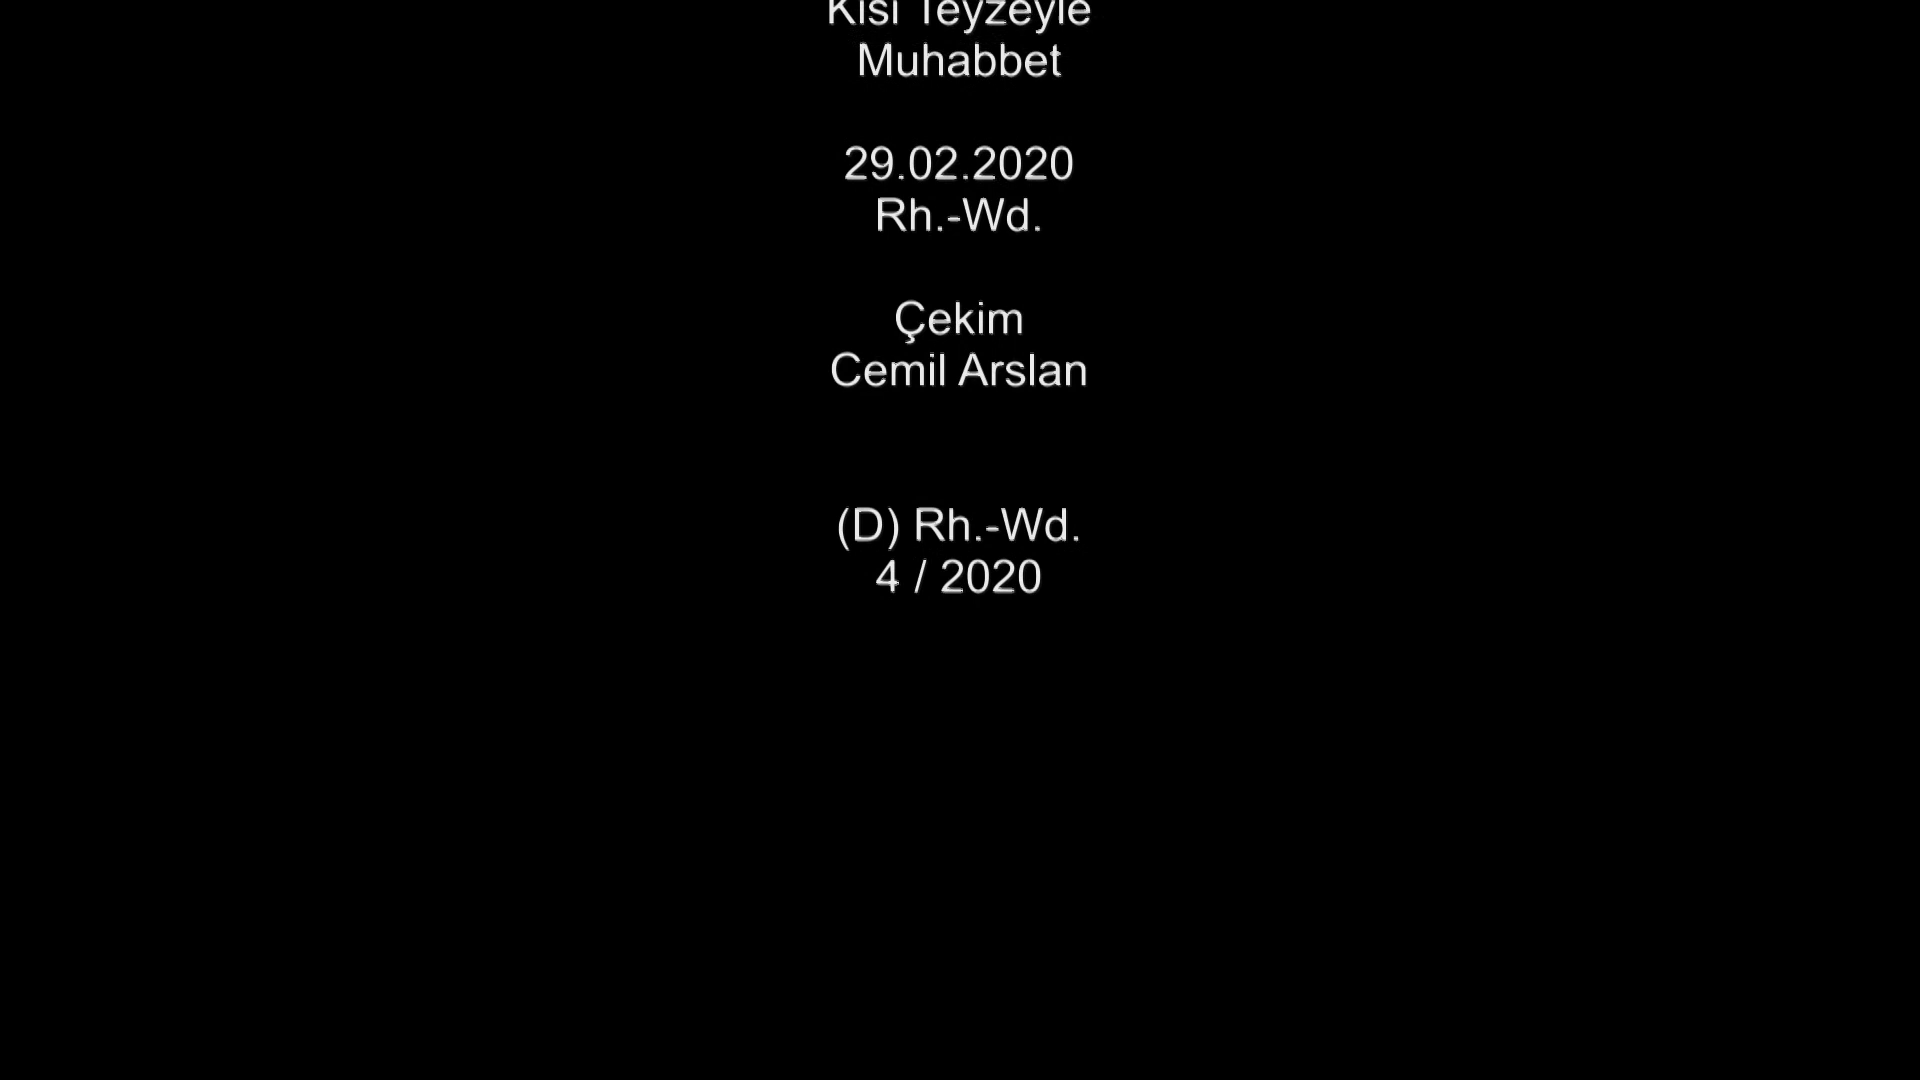 Kisi Teyzeyle
Muhabbet
29.02.2020
Rh.-Wd.
Çekim
Cemil Arslan
(D) Rh.-Wd.
4 / 2020